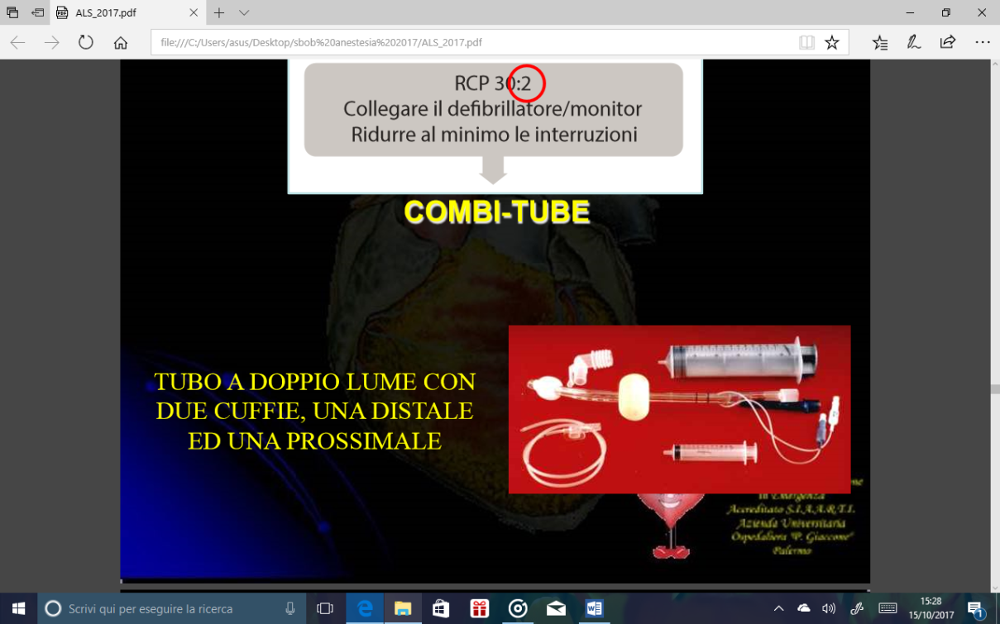 ALS_2017.pdf
file:///C:/Users/asus/Desktop/sbob%20anestesia%202017/ALS_2017.pdf
RCP 30:2
Collegare il defibrillatore/monitor
Ridurre al minimo le interruzioni
COMBI-TUBE
TUBO A DOPPIO LUME CON
DUE CUFFIE, UNA DISTALE
ED UNA PROSSIMALE
in Emergenza
Accreditato S.I.A.A.R.T.I.
Azienda Universitaria
Ospedaliera "P. Giaccone"
Palermo
Scrivi qui per eseguire la ricerca
15:28
15/10/2017
1